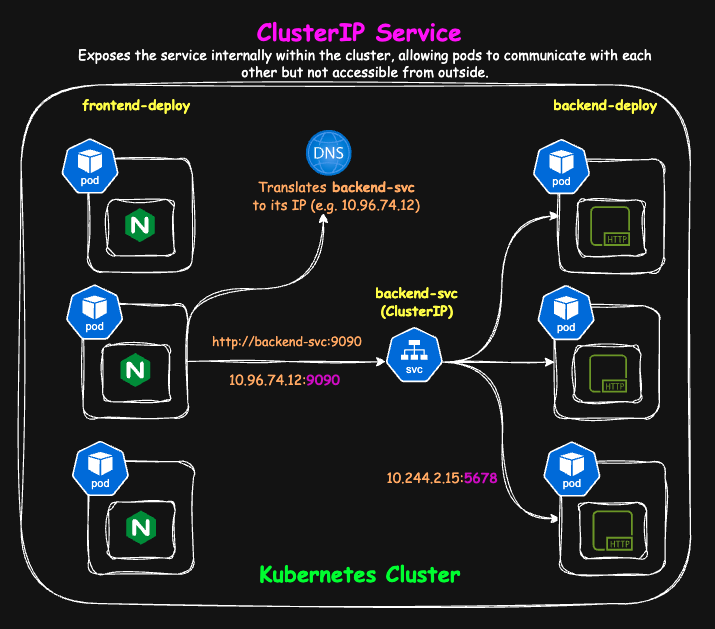 ClusterIP Service
Exposes the service internally within the cluster, allowing pods to communicate with each
other but not accessible from outside.
frontend-deploy
backend-deploy
pod
N
DNS
Translates backend-svc
to its IP (e.g. 10.96.74.12)
pod
HTTP
pod
N
http://backend-svc:9090
10.96.74.12:9090
backend-svc
(ClusterIP)
svc
pod
HTTP
pod
N
10.244.2.15:5678
pod
HTTP
Kubernetes Cluster